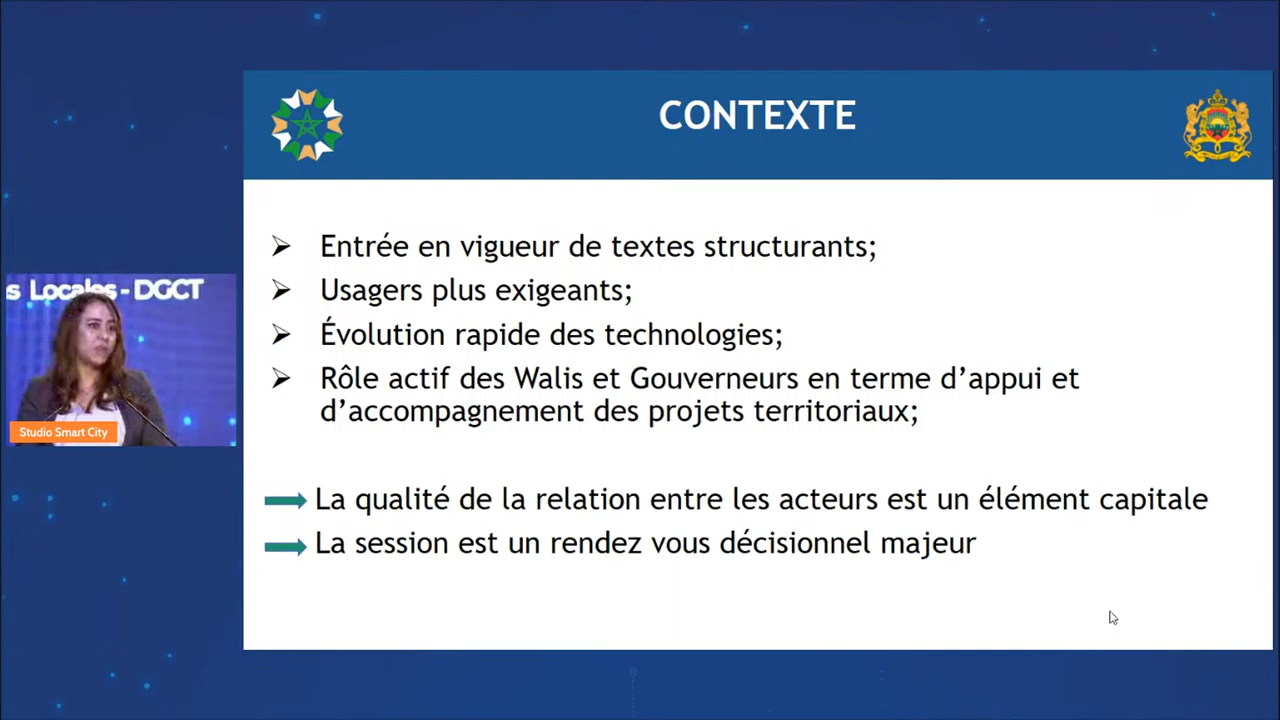 CONTEXTE
➢ Entrée en vigueur de textes structurants;
➢ Usagers plus exigeants;
➢ Évolution rapide des technologies;
➢ Rôle actif des Walis et Gouverneurs en terme d’appui et
d’accompagnement des projets territoriaux;
La qualité de la relation entre les acteurs est un élément capitale
La session est un rendez vous décisionnel majeur
s Locales - DGCT
Studio Smart City